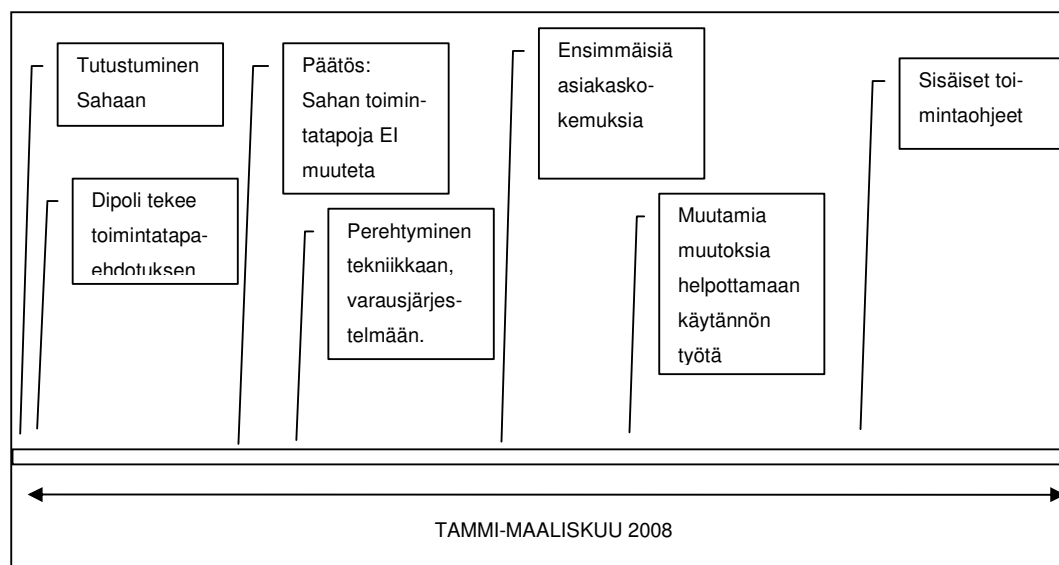 Tutustuminen
Sahaan
Dipoli tekee
toimintatapa-
ehdotuksen
Päätös:
Sahan toimin-
tatapoja EI
muuteta
Perehtyminen
tekniikkaan,
varausjärjes-
telmään.
Ensimmäisiä
asiakasko-
kemuksia
Muutamia
muutoksia
helpottamaan
käytännön
työtä
Sisäiset toi-
mintaohjeet
TAMMI-MAALISKUU 2008